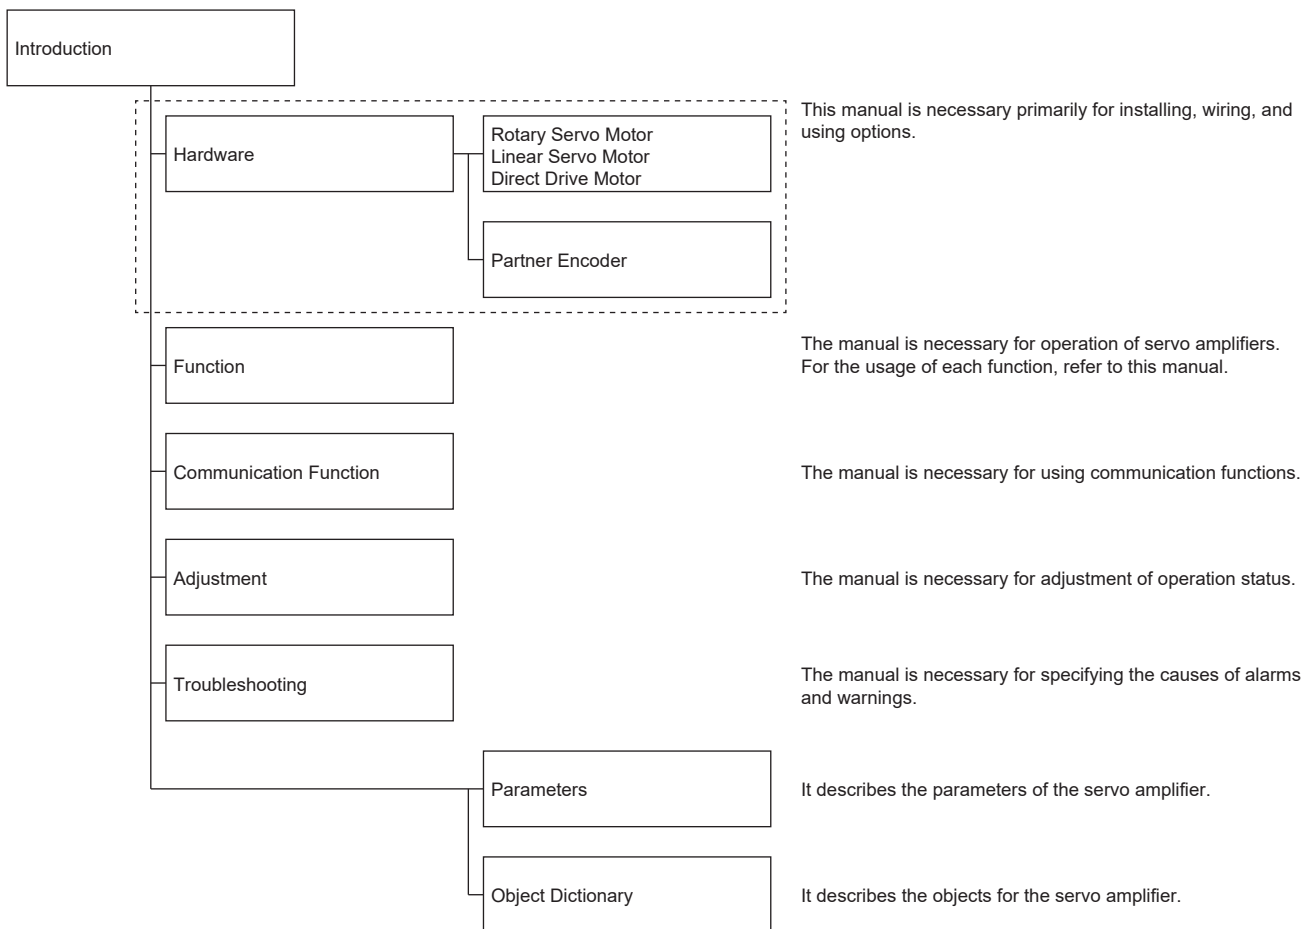 Introduction
This manual is necessary primarily for installing, wiring, and
using options.
Hardware
Rotary Servo Motor
Linear Servo Motor
Direct Drive Motor
Partner Encoder
Function
The manual is necessary for operation of servo amplifiers.
For the usage of each function, refer to this manual.
Communication Function
The manual is necessary for using communication functions.
Adjustment
The manual is necessary for adjustment of operation status.
Troubleshooting
The manual is necessary for specifying the causes of alarms
and warnings.
Parameters
It describes the parameters of the servo amplifier.
Object Dictionary
It describes the objects for the servo amplifier.